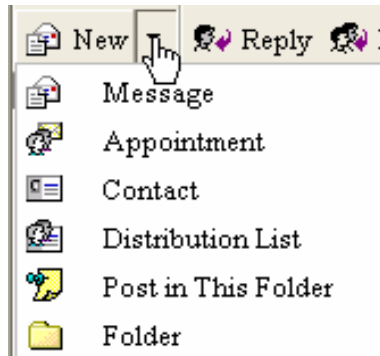 New Reply
Message
Appointment
Contact
Distribution List
Post in This Folder
Folder